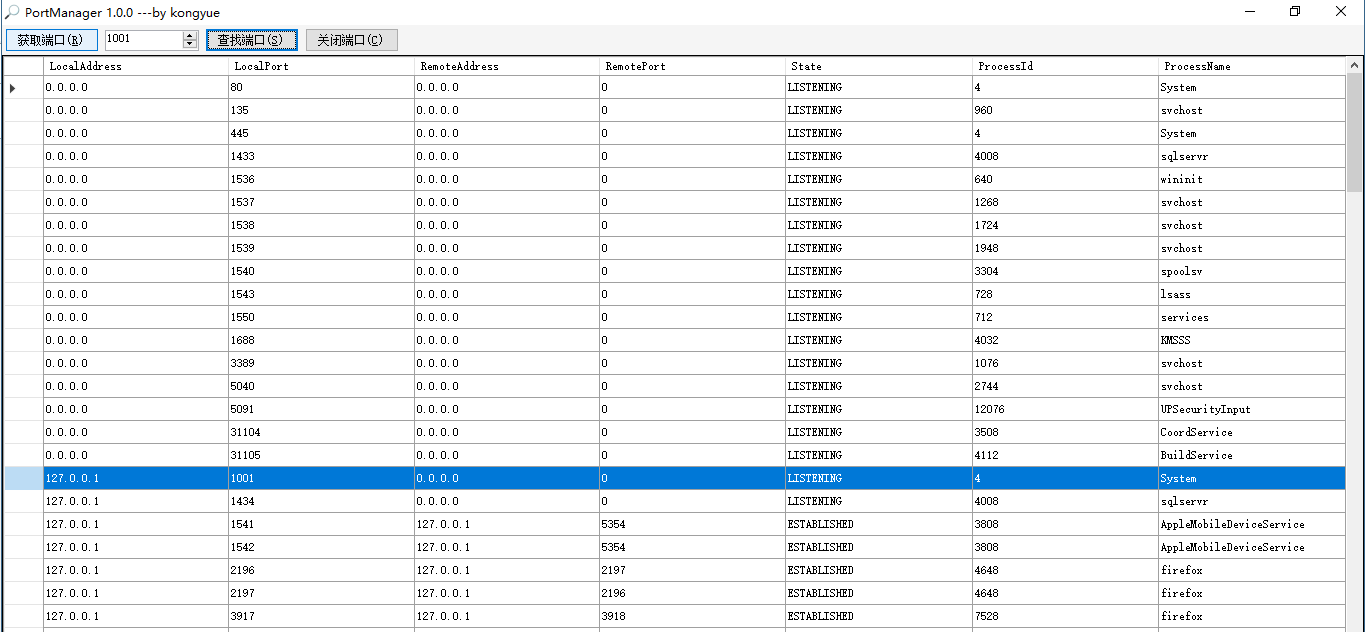 PortManager 1.0.0 ---by kongyue
获取端口(R) 1001 查找端口(S) 关闭端口(C)
LocalAddress LocalPort RemoteAddress RemotePort State ProcessId ProcessName
0.0.0.0 80 0.0.0.0 0 LISTENING 4 System
0.0.0.0 135 0.0.0.0 0 LISTENING 960 svchost
0.0.0.0 445 0.0.0.0 0 LISTENING 4 System
0.0.0.0 1433 0.0.0.0 0 LISTENING 4008 sqlservr
0.0.0.0 1536 0.0.0.0 0 LISTENING 640 wininit
0.0.0.0 1537 0.0.0.0 0 LISTENING 1268 svchost
0.0.0.0 1538 0.0.0.0 0 LISTENING 1724 svchost
0.0.0.0 1539 0.0.0.0 0 LISTENING 1948 svchost
0.0.0.0 1540 0.0.0.0 0 LISTENING 3304 spoolsv
0.0.0.0 1543 0.0.0.0 0 LISTENING 728 lsass
0.0.0.0 1550 0.0.0.0 0 LISTENING 712 services
0.0.0.0 1688 0.0.0.0 0 LISTENING 4032 KMSSS
0.0.0.0 3389 0.0.0.0 0 LISTENING 1076 svchost
0.0.0.0 5040 0.0.0.0 0 LISTENING 2744 svchost
0.0.0.0 5091 0.0.0.0 0 LISTENING 12076 UPSecurityInput
0.0.0.0 31104 0.0.0.0 0 LISTENING 3508 CoordService
0.0.0.0 31105 0.0.0.0 0 LISTENING 4112 BuildService
127.0.0.1 1001 0.0.0.0 0 LISTENING 4 System
127.0.0.1 1434 0.0.0.0 0 LISTENING 4008 sqlservr
127.0.0.1 1541 127.0.0.1 5354 ESTABLISHED 3808 AppleMobileDeviceService
127.0.0.1 1542 127.0.0.1 5354 ESTABLISHED 3808 AppleMobileDeviceService
127.0.0.1 2196 127.0.0.1 2197 ESTABLISHED 4648 firefox
127.0.0.1 2197 127.0.0.1 2196 ESTABLISHED 4648 firefox
127.0.0.1 3917 127.0.0.1 3918 ESTABLISHED 7528 firefox